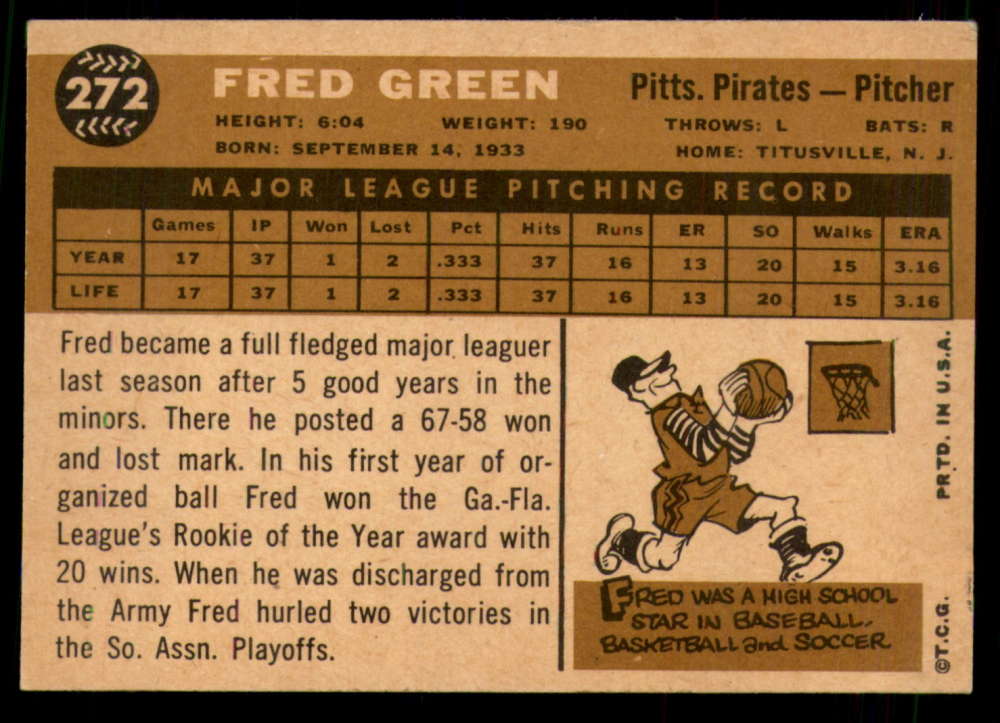 272
FRED GREEN
Pitts. Pirates — Pitcher
HEIGHT: 6:04 WEIGHT: 190 THROWS: L BATS: R
BORN: SEPTEMBER 14, 1933 HOME: TITUSVILLE, N. J.
MAJOR LEAGUE PITCHING RECORD
Games IP Won Lost Pct Hits Runs ER SO Walks ERA
YEAR 17 37 1 2 .333 37 16 13 20 15 3.16
LIFE 17 37 1 2 .333 37 16 13 20 15 3.16
Fred became a full fledged major leaguer
last season after 5 good years in the
minors. There he posted a 67-58 won
and lost mark. In his first year of or-
ganized ball Fred won the Ga.-Fla.
League's Rookie of the Year award with
20 wins. When he was discharged from
the Army Fred hurled two victories in
the So. Assn. Playoffs.
FRED WAS A HIGH SCHOOL
STAR IN BASEBALL,
BASKETBALL and SOCCER
©T.C.G. PRTD. IN U.S.A.